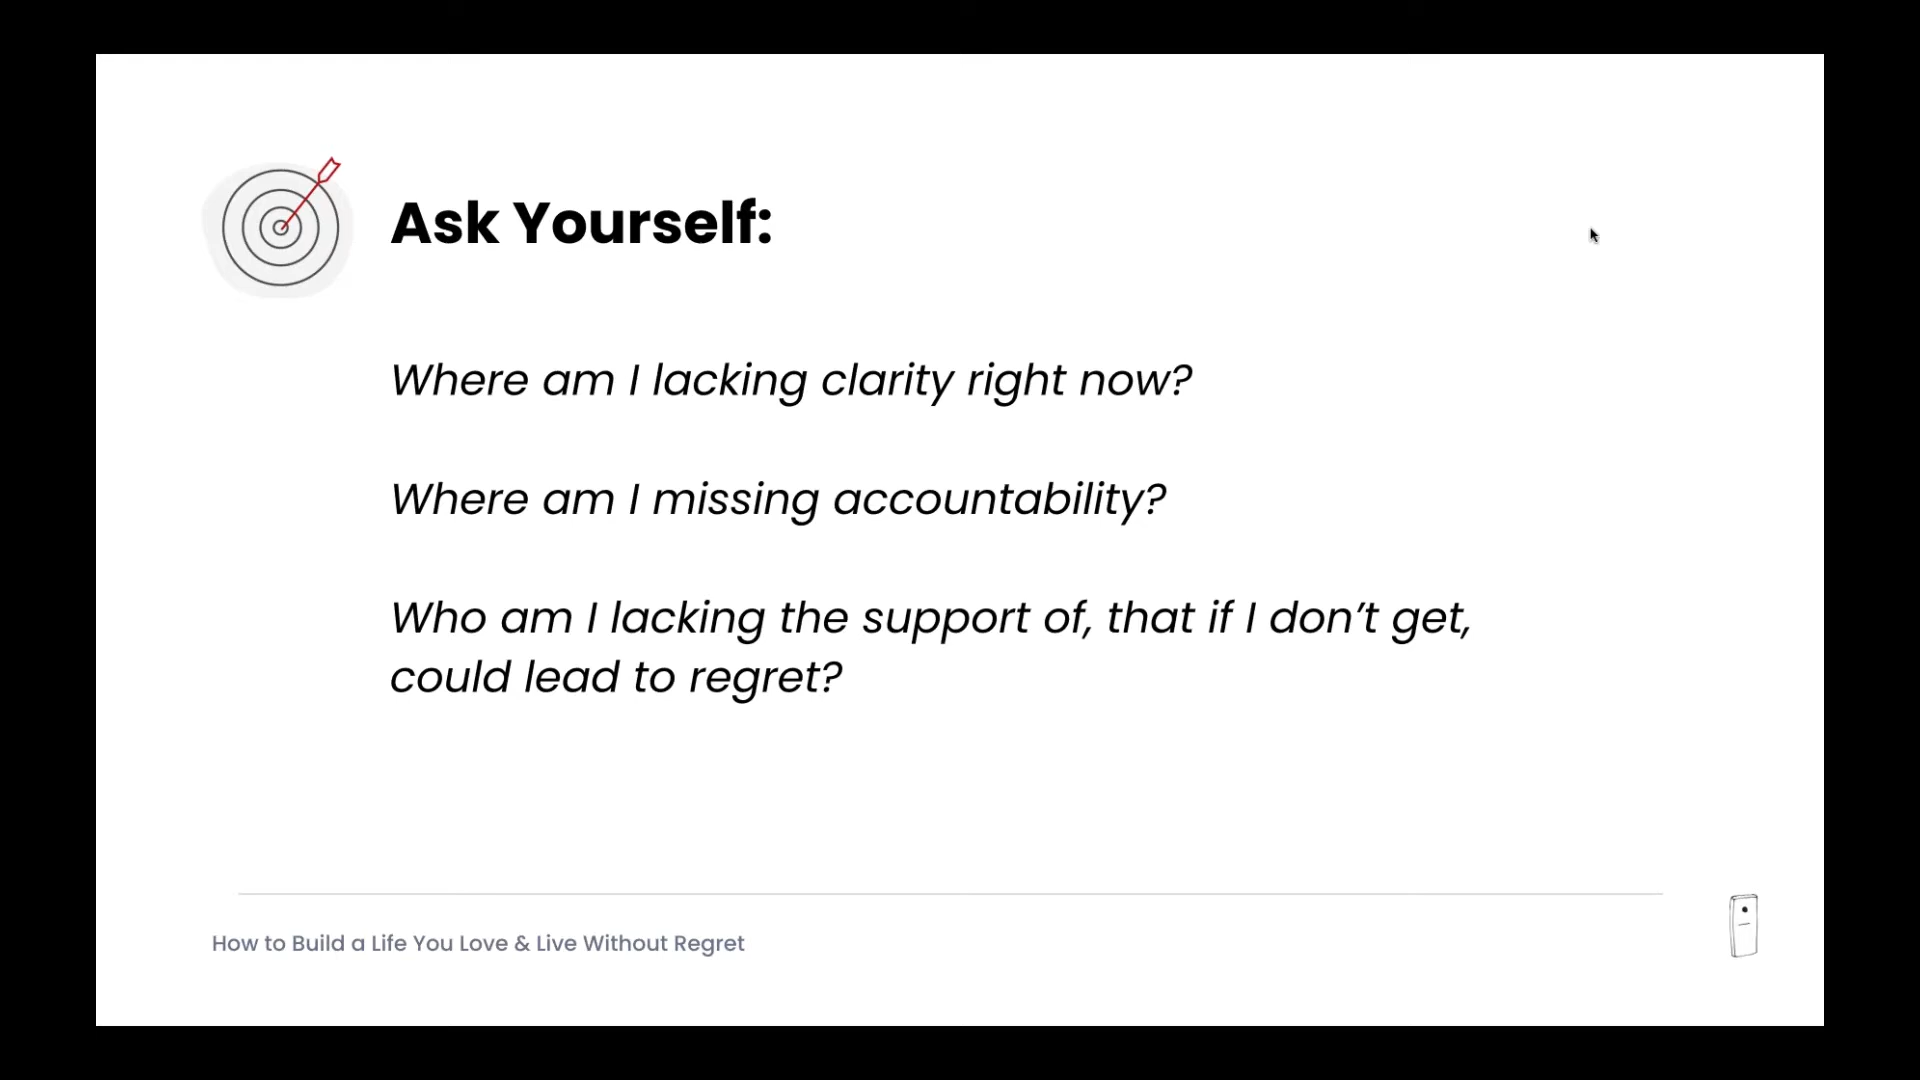 Ask Yourself:
Where am I lacking clarity right now?
Where am I missing accountability?
Who am I lacking the support of, that if I don’t get,
could lead to regret?
How to Build a Life You Love & Live Without Regret